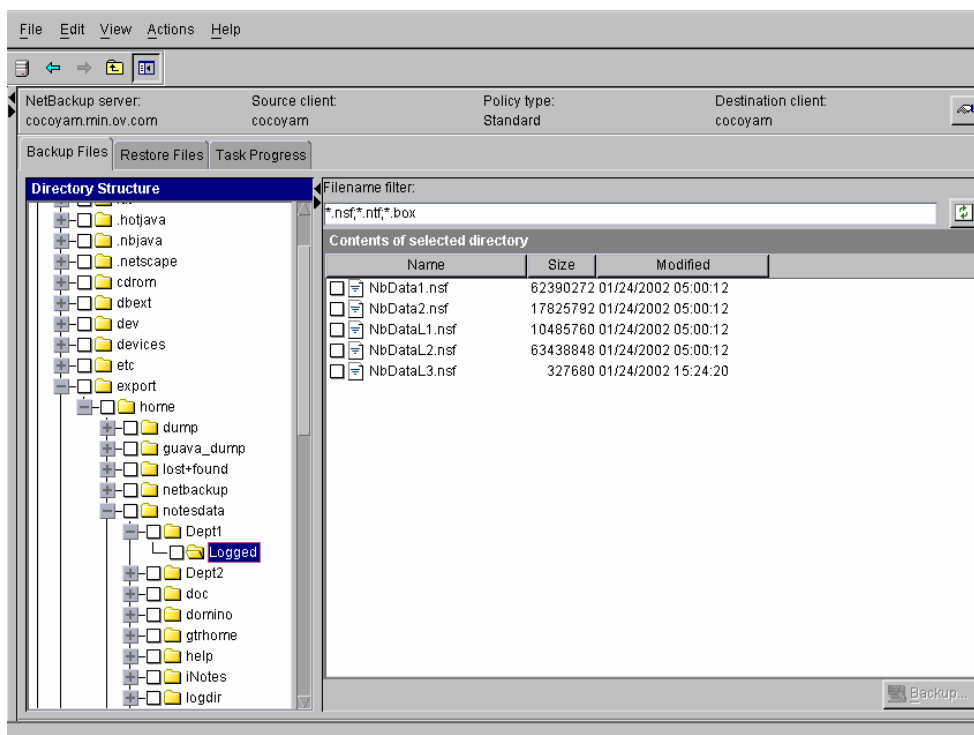 File Edit View Actions Help
NetBackup server: Source client: Policy type: Destination client:
cocoyam.min.ov.com cocoyam Standard cocoyam
Backup Files Restore Files Task Progress
Directory Structure
.hotjava
.nbjava
.netscape
cdrom
dbext
dev
devices
etc
export
home
dump
guava_dump
lost+found
netbackup
notesdata
Dept1
Logged
Dept2
doc
domino
gtrhome
help
iNotes
logdir
Filename filter:
*.nsf;*.ntf;*.box
Contents of selected directory
Name Size Modified
NbData1.nsf 62390272 01/24/2002 05:00:12
NbData2.nsf 17825792 01/24/2002 05:00:12
NbDataL1.nsf 10485760 01/24/2002 05:00:12
NbDataL2.nsf 63438848 01/24/2002 05:00:12
NbDataL3.nsf 327680 01/24/2002 15:24:20
Backup...